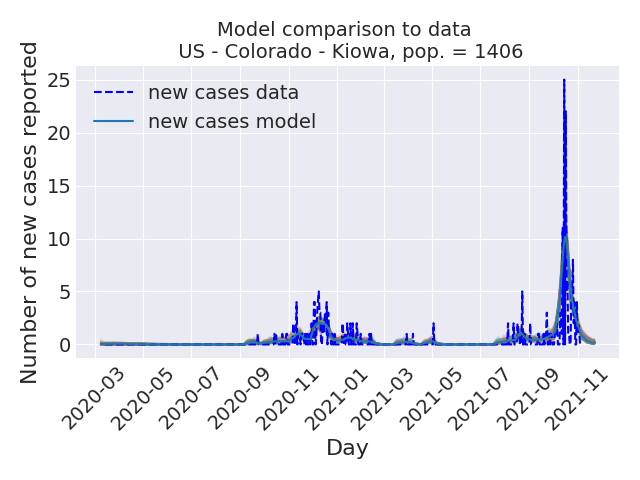 Model comparison to data
US - Colorado - Kiowa, pop. = 1406
Number of new cases reported
25
20
15
10
5
0
new cases data
new cases model
2020-03
2020-05
2020-07
2020-09
2020-11
2021-01
2021-03
2021-05
2021-07
2021-09
2021-11
Day